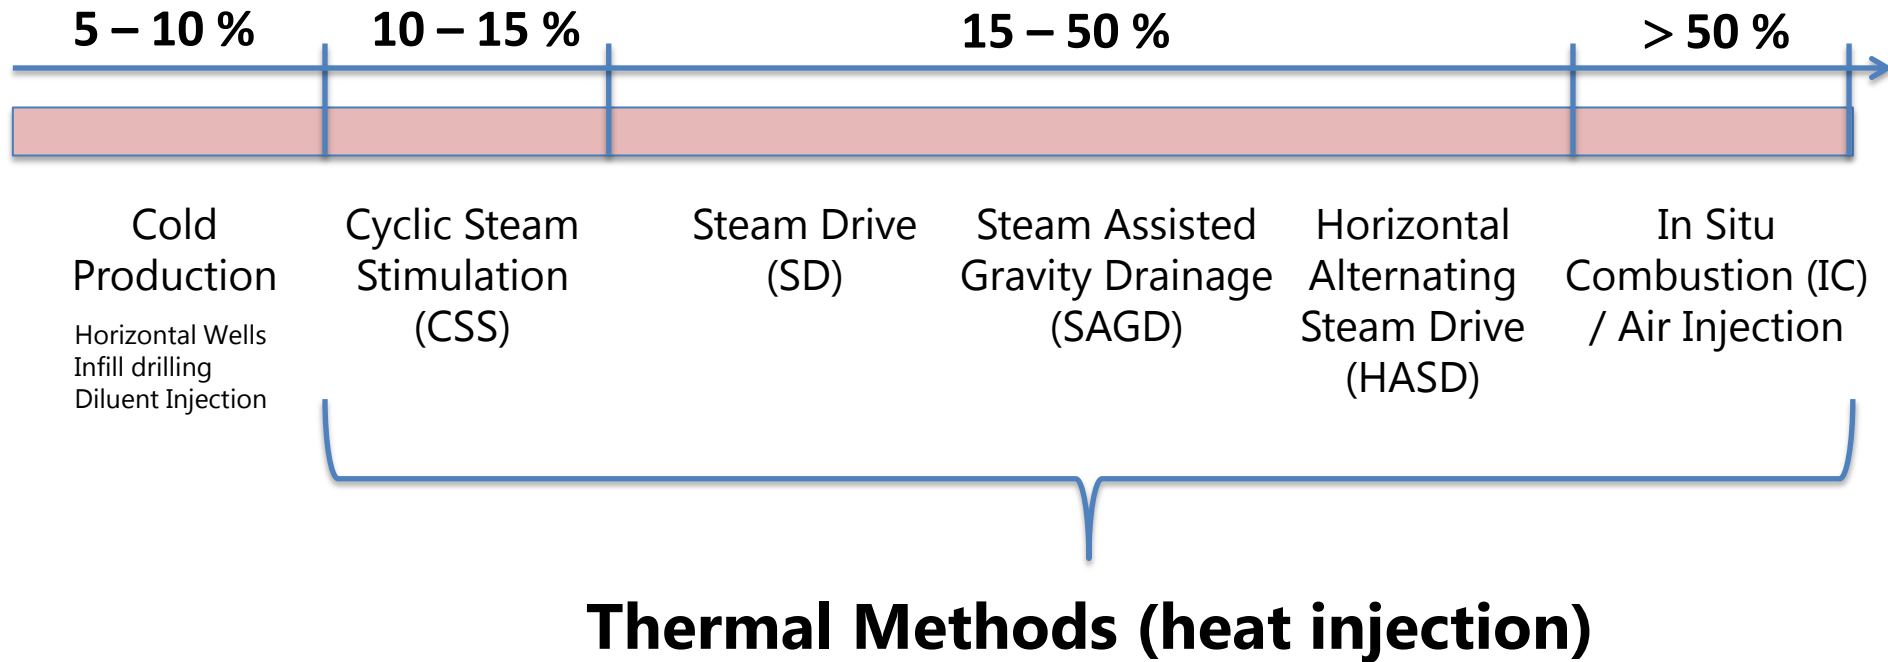 5 – 10 %
10 – 15 %
15 – 50 %
> 50 %
Cold
Production
Horizontal Wells
Infill drilling
Diluent Injection
Cyclic Steam
Stimulation
(CSS)
Steam Drive
(SD)
Steam Assisted
Gravity Drainage
(SAGD)
Horizontal
Alternating
Steam Drive
(HASD)
In Situ
Combustion (IC)
/ Air Injection
Thermal Methods (heat injection)